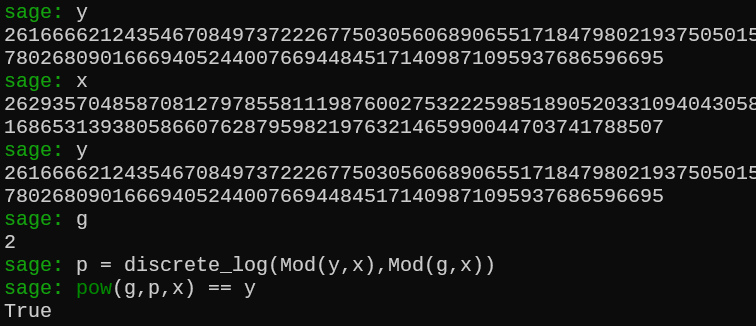 sage: y
261666621243546708497372226775030560689065517184798021937505015
7802680901666940524400766944845171409871095937686596695
sage: x
262935704858708127978558111987600275322259851890520331094043058
1686531393805866076287959821976321465990044703741788507
sage: y
261666621243546708497372226775030560689065517184798021937505015
7802680901666940524400766944845171409871095937686596695
sage: g
2
sage: p = discrete_log(Mod(y,x),Mod(g,x))
sage: pow(g,p,x) == y
True